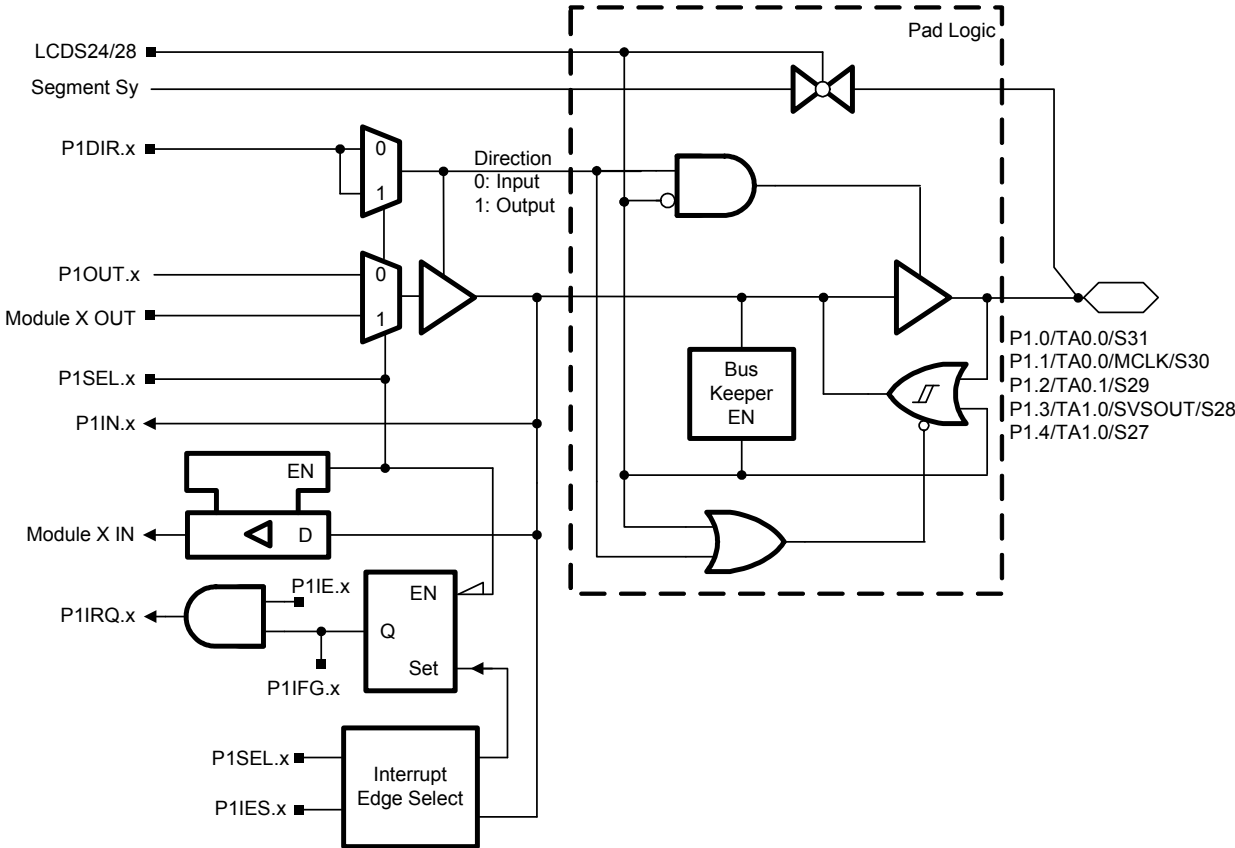 Pad Logic
LCDS24/28
Segment Sy
P1DIR.x
0
1
Direction
0: Input
1: Output
P1OUT.x
0
Module X OUT
1
P1SEL.x
P1IN.x
Bus
Keeper
EN
P1.0/TA0.0/S31
P1.1/TA0.0/MCLK/S30
P1.2/TA0.1/S29
P1.3/TA1.0/SVSOUT/S28
P1.4/TA1.0/S27
EN
Module X IN
D
P1IE.x
EN
P1IRQ.x
Q
Set
P1IFG.x
P1SEL.x
Interrupt
Edge Select
P1IES.x